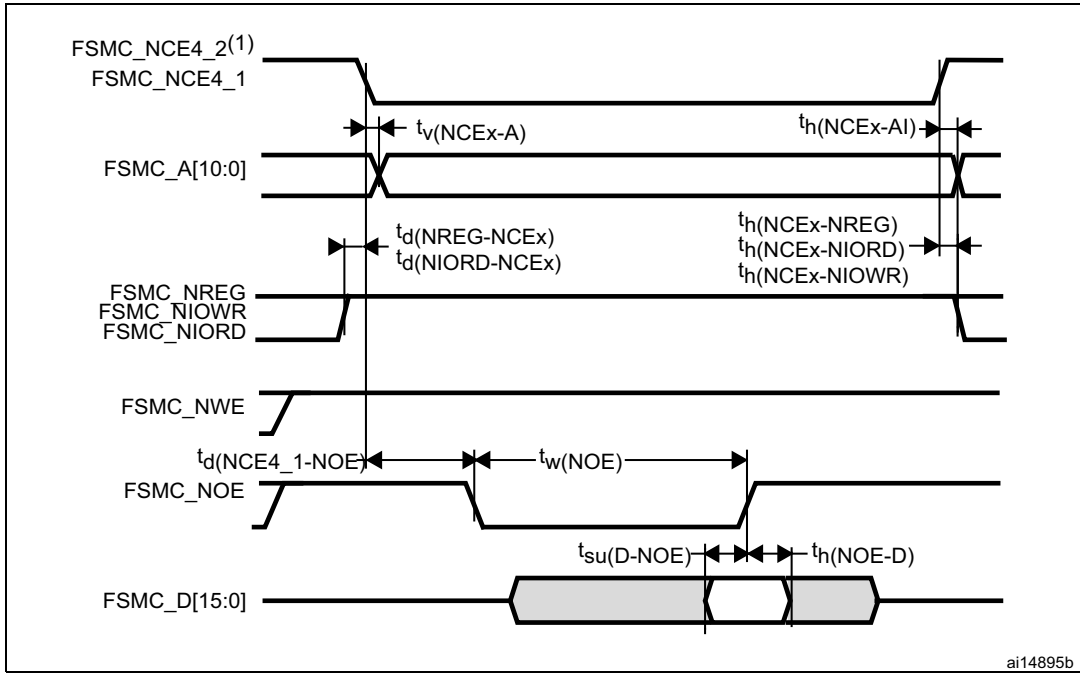 FSMC_NCE4_2(1)
FSMC_NCE4_1
tv(NCEx-A)
th(NCEx-AI)
FSMC_A[10:0]
td(NREG-NCEx)
td(NIORD-NCEx)
th(NCEx-NREG)
th(NCEx-NIORD)
th(NCEx-NIOWR)
FSMC_NREG
FSMC_NIOWR
FSMC_NIORD
FSMC_NWE
td(NCE4_1-NOE)
tw(NOE)
FSMC_NOE
tsu(D-NOE)
th(NOE-D)
FSMC_D[15:0]
ai14895b